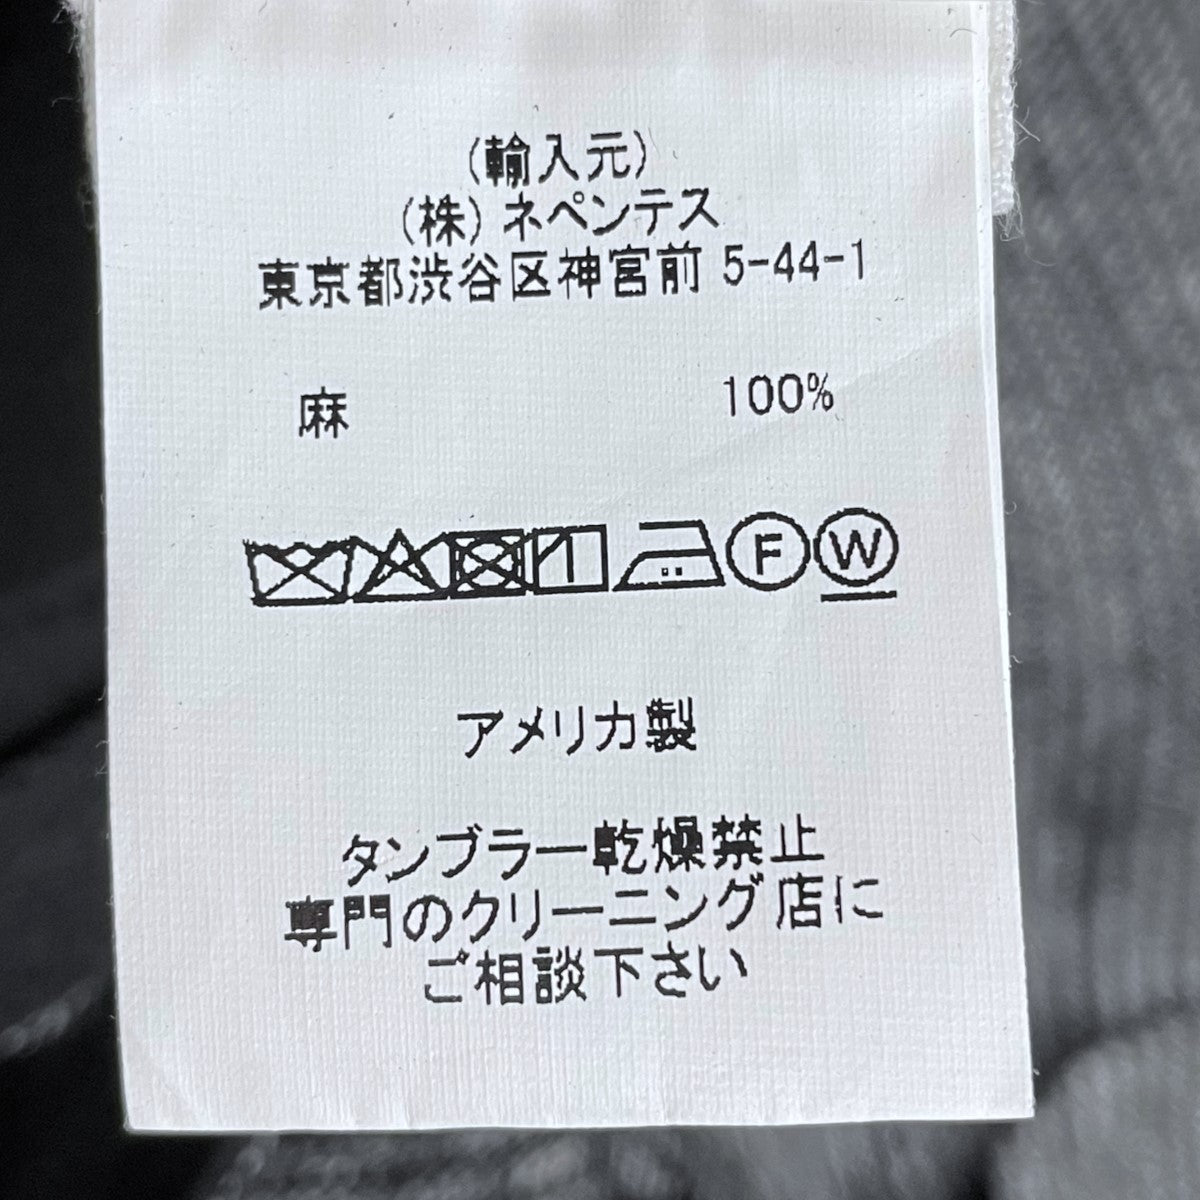 (輸入元)
(株)ネペンテス
東京都渋谷区神宮前 5-44-1
麻 100%
F W
アメリカ製
タンブラー乾燥禁止
専門のクリーニング店に
ご相談下さい